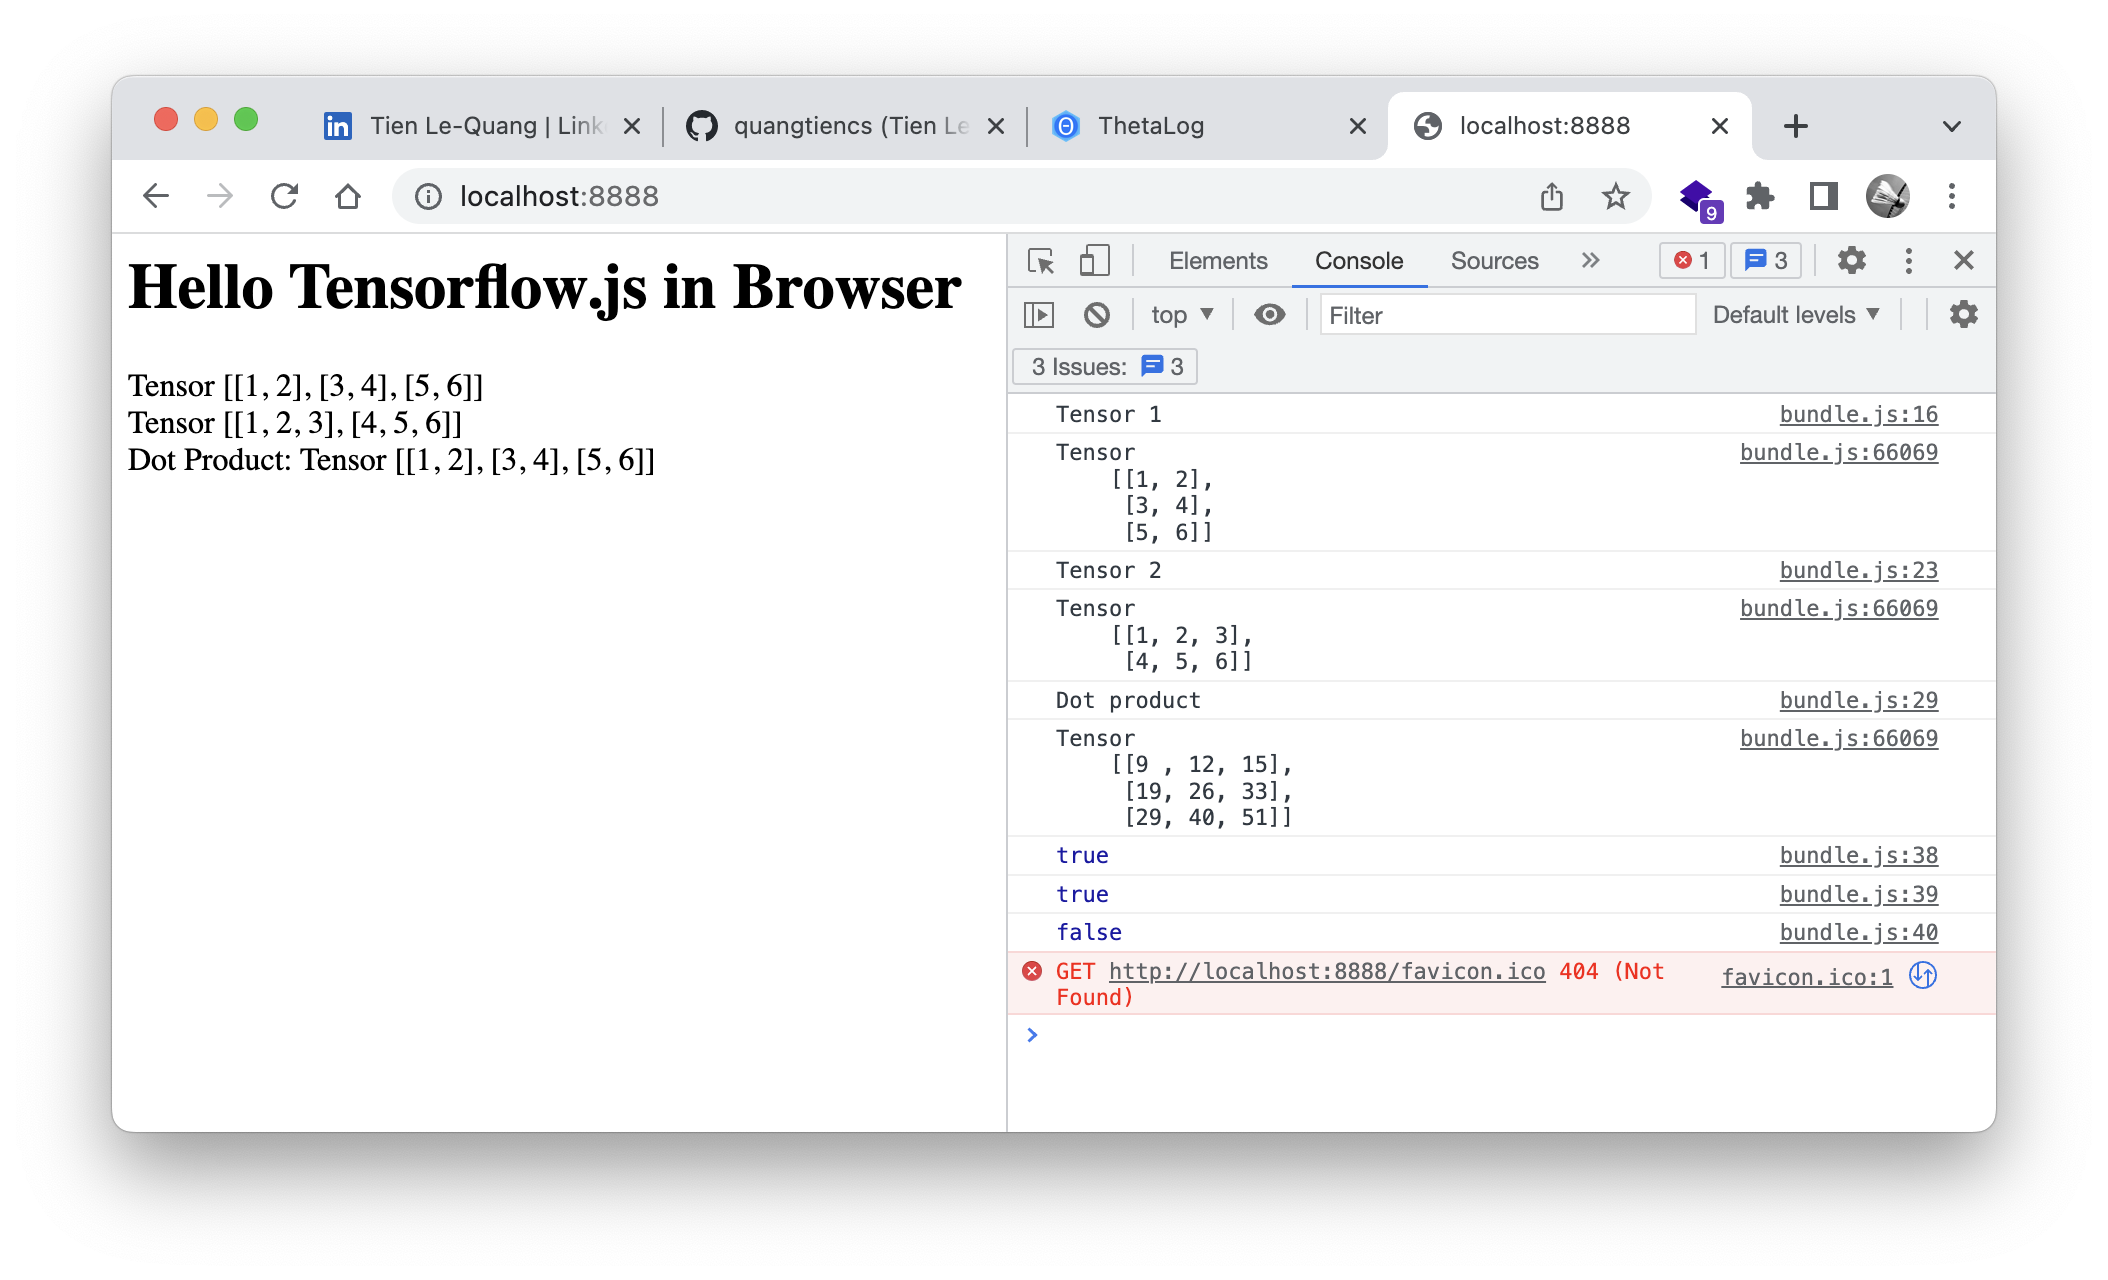 Tien Le-Quang | Link
quangtiencs (Tien Le
ThetaLog
localhost:8888
localhost:8888
9
Hello Tensorflow.js in Browser
Tensor [[1, 2], [3, 4], [5, 6]]
Tensor [[1, 2, 3], [4, 5, 6]]
Dot Product: Tensor [[1, 2], [3, 4], [5, 6]]
Elements Console Sources 1 3
top Filter Default levels
3 Issues: 3
Tensor 1 bundle.js:16
Tensor bundle.js:66069
[[1, 2],
[3, 4],
[5, 6]]
Tensor 2 bundle.js:23
Tensor bundle.js:66069
[[1, 2, 3],
[4, 5, 6]]
Dot product bundle.js:29
Tensor bundle.js:66069
[[9 , 12, 15],
[19, 26, 33],
[29, 40, 51]]
true bundle.js:38
true bundle.js:39
false bundle.js:40
GET http://localhost:8888/favicon.ico 404 (Not favicon.ico:1
Found)